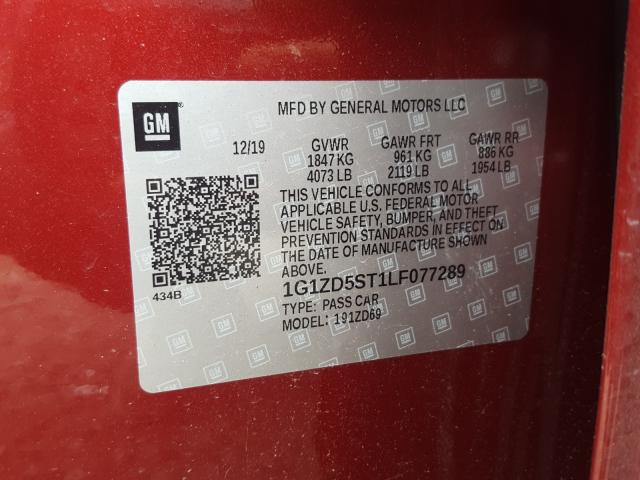 GM
MFD BY GENERAL MOTORS LLC
12/19 GVWR GAWR FRT GAWR RR
1847 KG 961 KG 886 KG
4073 LB 2119 LB 1954 LB
THIS VEHICLE CONFORMS TO ALL
APPLICABLE U.S. FEDERAL MOTOR
VEHICLE SAFETY, BUMPER, AND THEFT
PREVENTION STANDARDS IN EFFECT ON
THE DATE OF MANUFACTURE SHOWN
ABOVE.
434B
1G1ZD5ST1LF077289
TYPE: PASS CAR
MODEL: 191ZD69